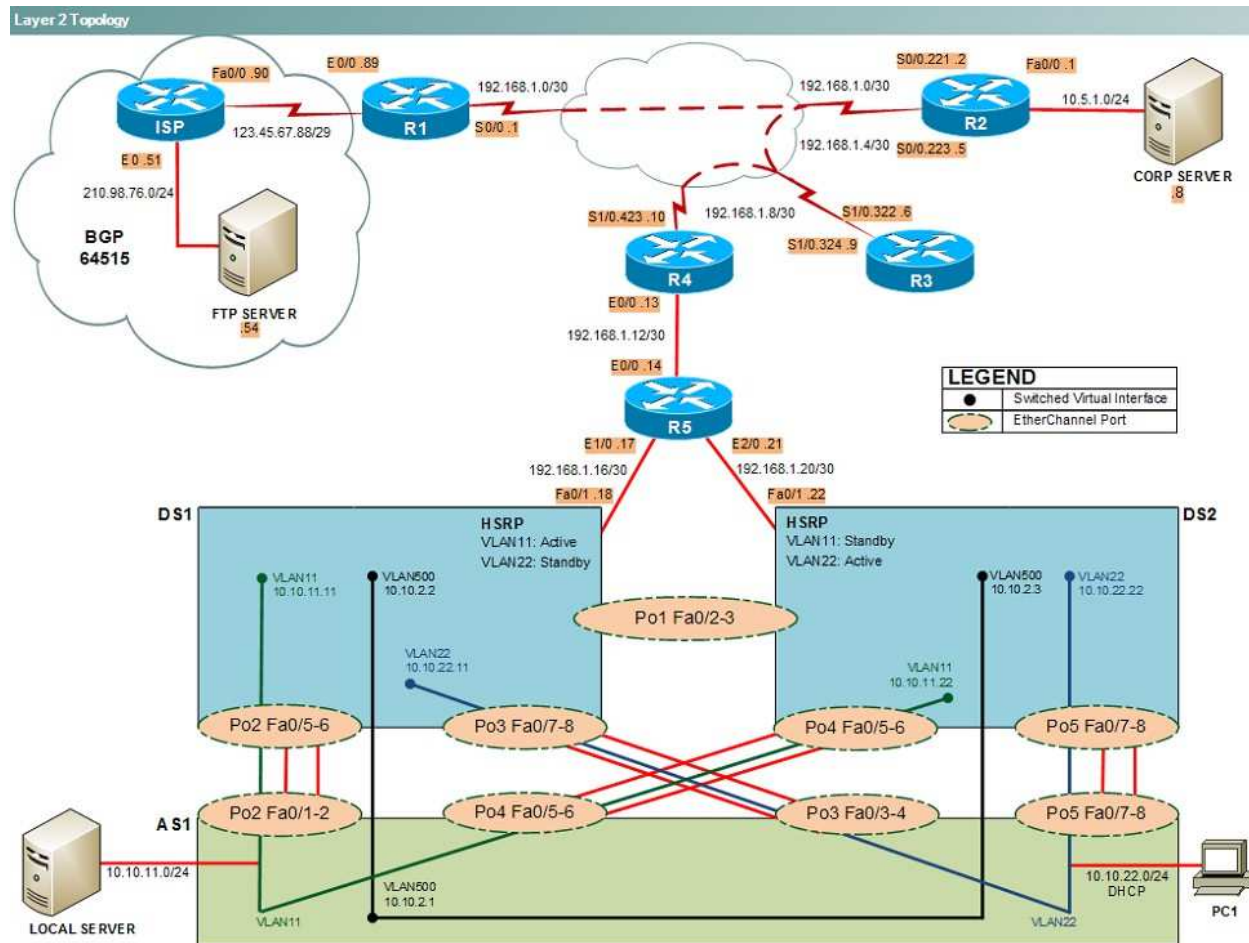 Layer 2 Topology
Fa0/0 .90
E0/0 .89
192.168.1.0/30
192.168.1.0/30
S0/0.221 .2
Fa0/0 .1
10.5.1.0/24
ISP
123.45.67.88/29
R1
S0/0 .1
R2
S0/0.223 .5
192.168.1.4/30
CORP SERVER
.8
E0 .51
210.98.76.0/24
BGP
64515
FTP SERVER
.54
S1/0.423 .10
192.168.1.8/30
S1/0.322 .6
S1/0.324 .9
R4
R3
E0/0 .13
192.168.1.12/30
E0/0 .14
R5
LEGEND
Switched Virtual Interface
EtherChannel Port
E1/0 .17
E2/0 .21
192.168.1.16/30
192.168.1.20/30
Fa0/1 .18
Fa0/1 .22
DS1
DS2
HSRP
VLAN11: Active
VLAN22: Standby
HSRP
VLAN11: Standby
VLAN22: Active
VLAN11
10.10.11.11
VLAN500
10.10.2.2
VLAN500
10.10.2.3
VLAN22
10.10.22.22
Po1 Fa0/2-3
VLAN22
10.10.22.11
VLAN11
10.10.11.22
Po2 Fa0/5-6
Po3 Fa0/7-8
Po4 Fa0/5-6
Po5 Fa0/7-8
AS1
Po2 Fa0/1-2
Po4 Fa0/5-6
Po3 Fa0/3-4
Po5 Fa0/7-8
10.10.11.0/24
LOCAL SERVER
VLAN11
VLAN500
10.10.2.1
VLAN22
10.10.22.0/24
DHCP
PC1